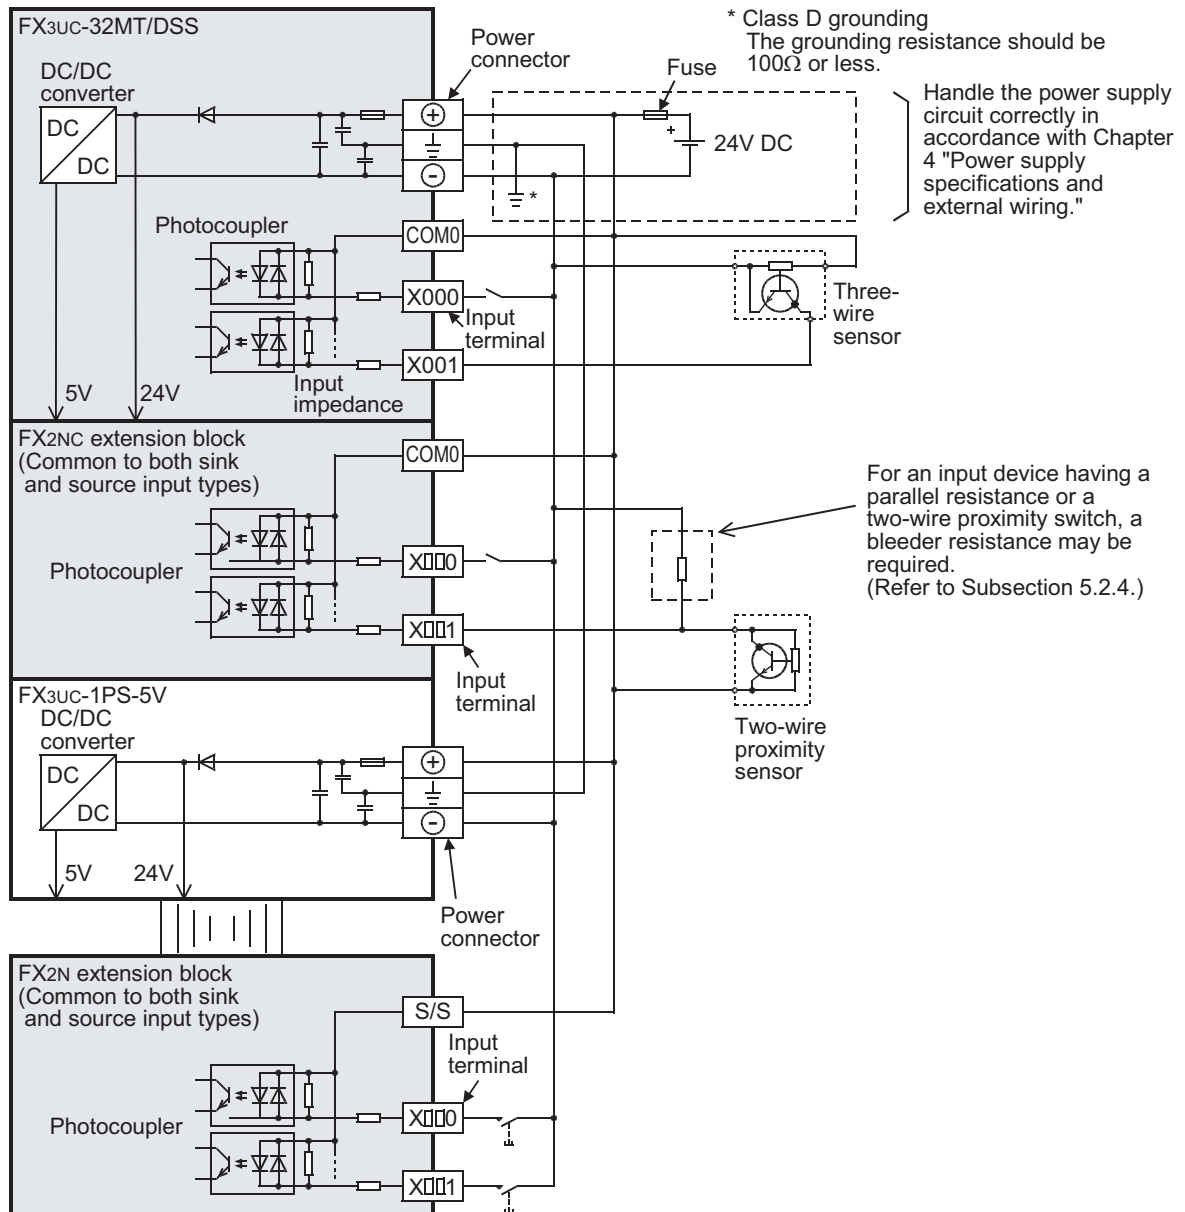 FX3UC-32MT/DSS
DC/DC
converter
DC
DC
Power
connector
Fuse
* Class D grounding
The grounding resistance should be
100Ω or less.
+
24V DC
-
*
Handle the power supply
circuit correctly in
accordance with Chapter
4 "Power supply
specifications and
external wiring."
+
Photocoupler
COM0
X000
Input
terminal
X001
Three-
wire
sensor
Input
impedance
5V
24V
FX2NC extension block
(Common to both sink
and source input types)
COM0
Photocoupler
X□□0
X□□1
Input
terminal
For an input device having a
parallel resistance or a
two-wire proximity switch, a
bleeder resistance may be
required.
(Refer to Subsection 5.2.4.)
Two-wire
proximity
sensor
FX3UC-1PS-5V
DC/DC
converter
DC
DC
+
-
5V
24V
Power
connector
FX2N extension block
(Common to both sink
and source input types)
S/S
Input
terminal
Photocoupler
X□□0
X□□1